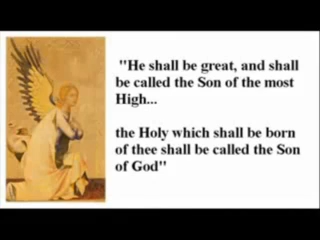 "He shall be great, and shall
be called the Son of the most
High...
the Holy which shall be born
of thee shall be called the Son
of God"